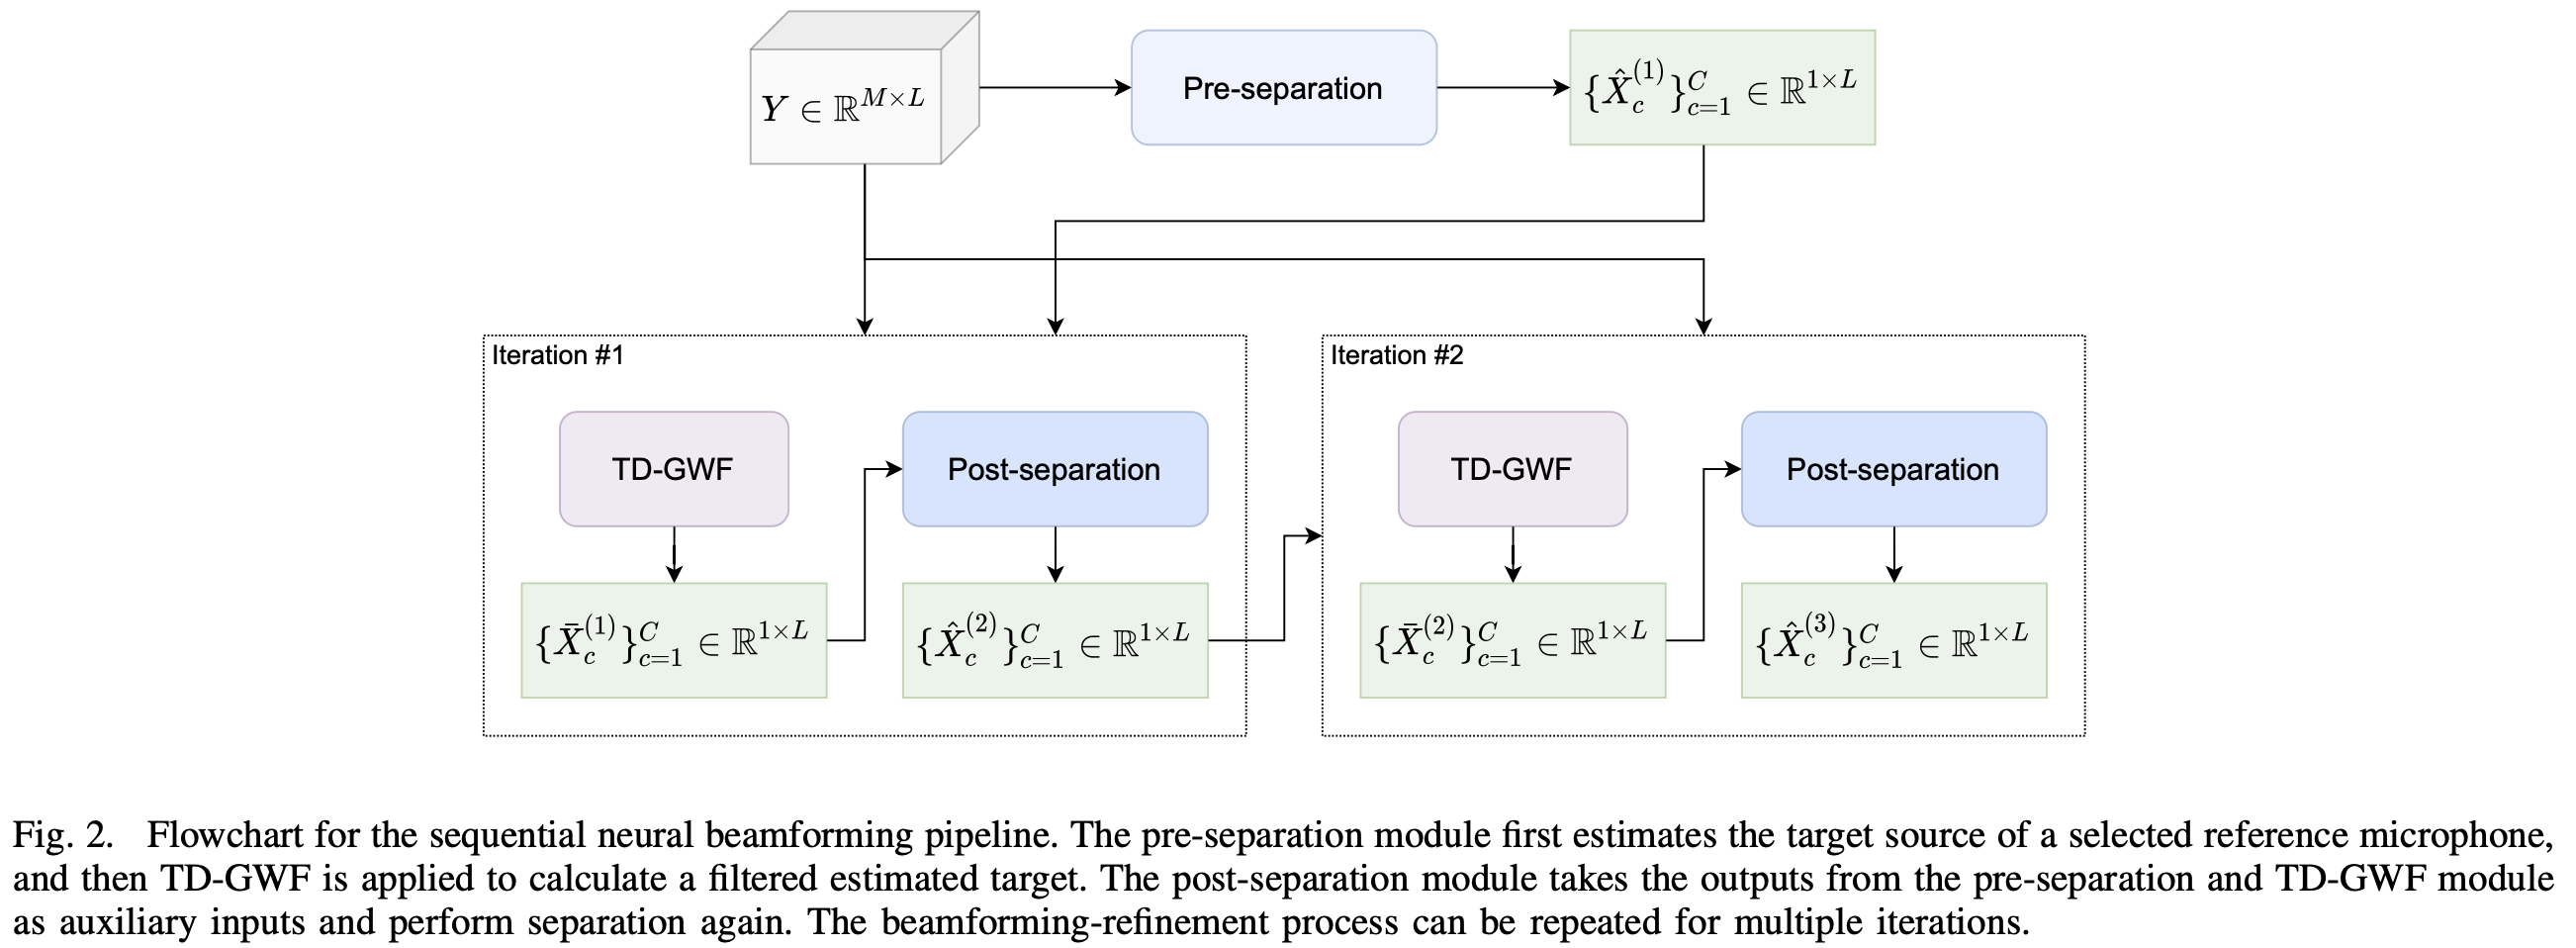 Y ∈ ℝ^{M×L}
Pre-separation
{X̂_c^{(1)}}_{c=1}^C ∈ ℝ^{1×L}
Iteration #1
TD-GWF
Post-separation
{X̄_c^{(1)}}_{c=1}^C ∈ ℝ^{1×L}
{X̂_c^{(2)}}_{c=1}^C ∈ ℝ^{1×L}
Iteration #2
TD-GWF
Post-separation
{X̄_c^{(2)}}_{c=1}^C ∈ ℝ^{1×L}
{X̂_c^{(3)}}_{c=1}^C ∈ ℝ^{1×L}
Fig. 2. Flowchart for the sequential neural beamforming pipeline. The pre-separation module first estimates the target source of a selected reference microphone,
and then TD-GWF is applied to calculate a filtered estimated target. The post-separation module takes the outputs from the pre-separation and TD-GWF module
as auxiliary inputs and perform separation again. The beamforming-refinement process can be repeated for multiple iterations.